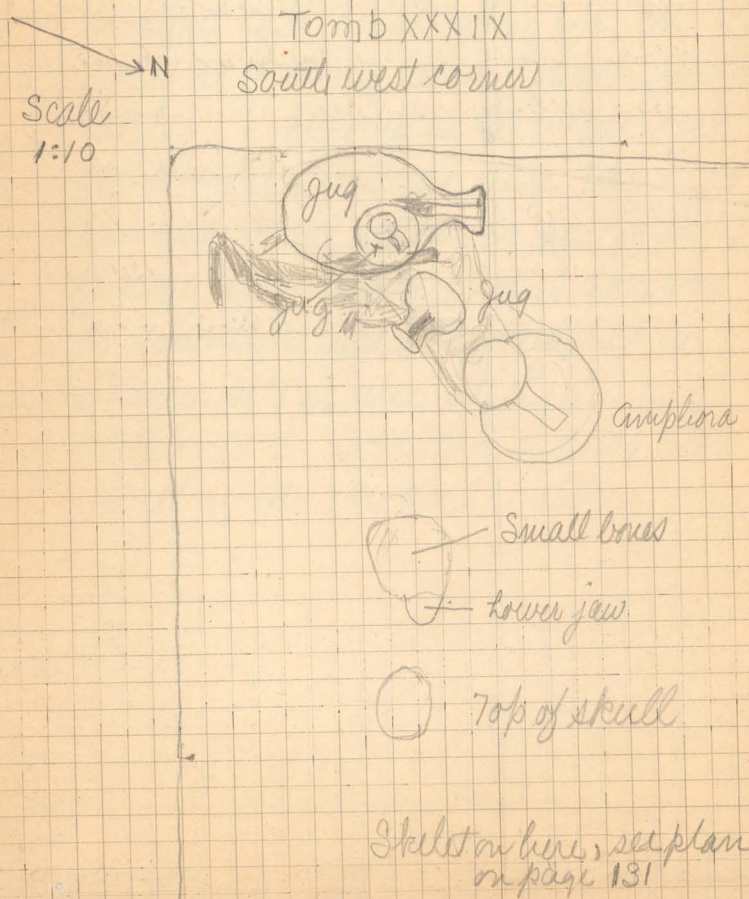 Tomb XXXIX
South west corner
N
Scale
1:10
jug
jug
jug
amphora
Small bones
Lower jaw
Top of skull
Skeleton here, see plan
on page 131